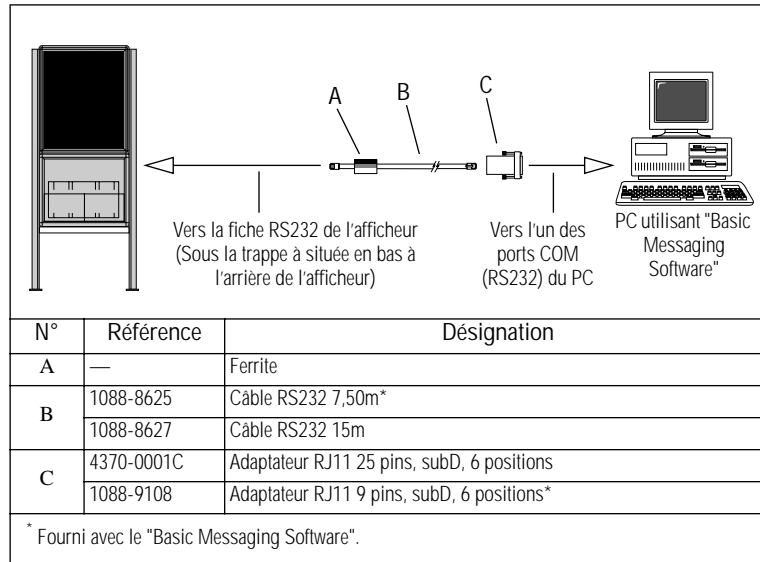 A
B
C
Vers la fiche RS232 de l'afficheur
(Sous la trappe à située en bas à
l'arrière de l'afficheur)
Vers l'un des
ports COM
(RS232) du PC
PC utilisant "Basic
Messaging
Software"
N° Référence Désignation
A — Ferrite
B
1088-8625 Câble RS232 7,50m*
1088-8627 Câble RS232 15m
C
4370-0001C Adaptateur RJ11 25 pins, subD, 6 positions
1088-9108 Adaptateur RJ11 9 pins, subD, 6 positions*
* Fourni avec le "Basic Messaging Software".